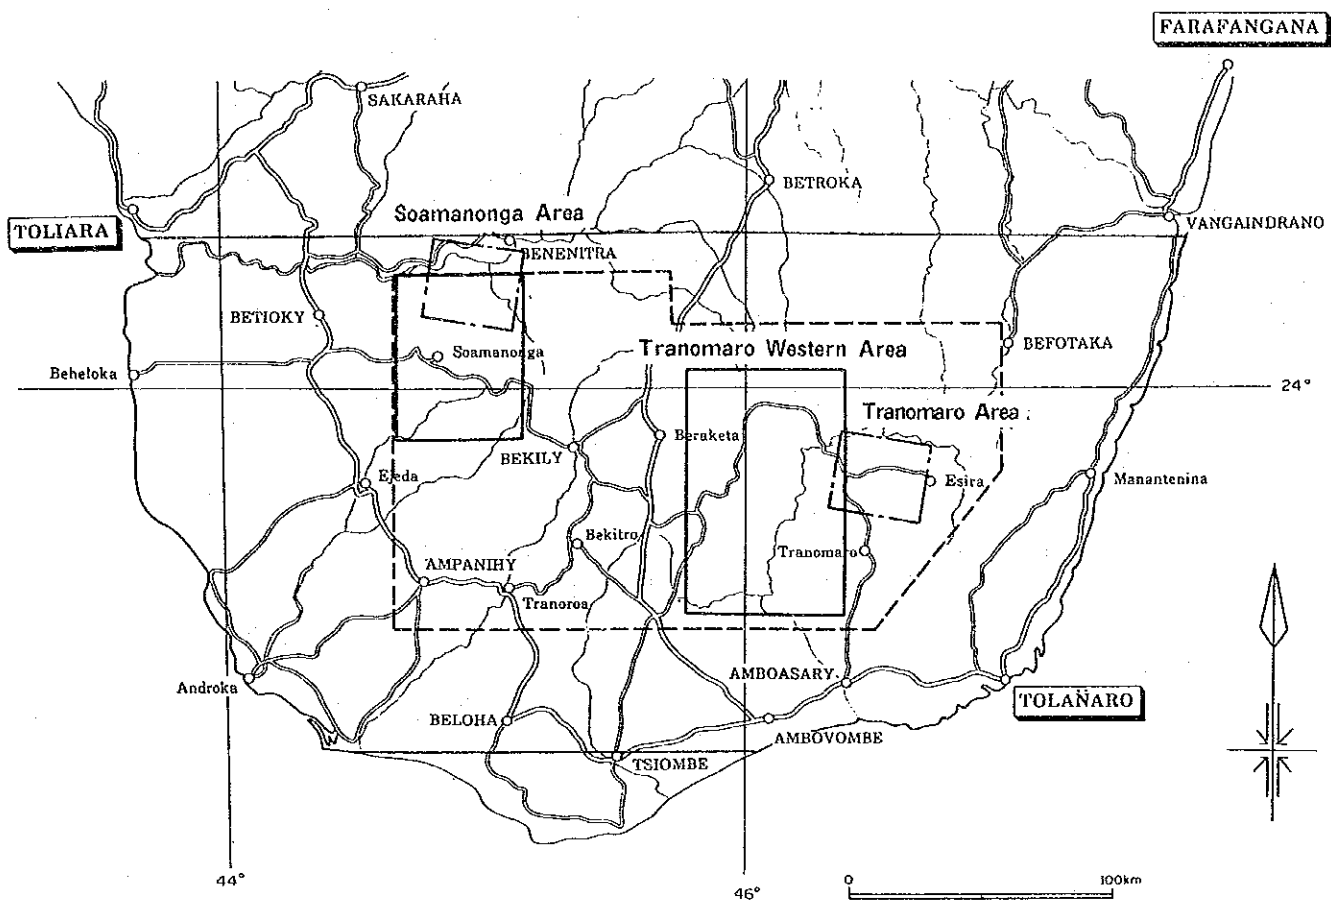 FARAFANGANA
SAKARAHA
BETROKA
Soamanonga Area
TOLIARA
VANGAINDRANO
BENENITRA
BETIOKY
BEFOTAKA
Tranomaro Western Area
Soamanonga
Beheloka
24°
Tranomaro Area
Beraketa
BEKILY
Ejeda
Esira
Manantenina
Bekitro
Tranomaro
AMPANIHY
Tranoroa
AMBOASARY
Androka
TOLAÑARO
BELOHA
AMBOVOMBE
TSIOMBE
44°
46°
0
100km